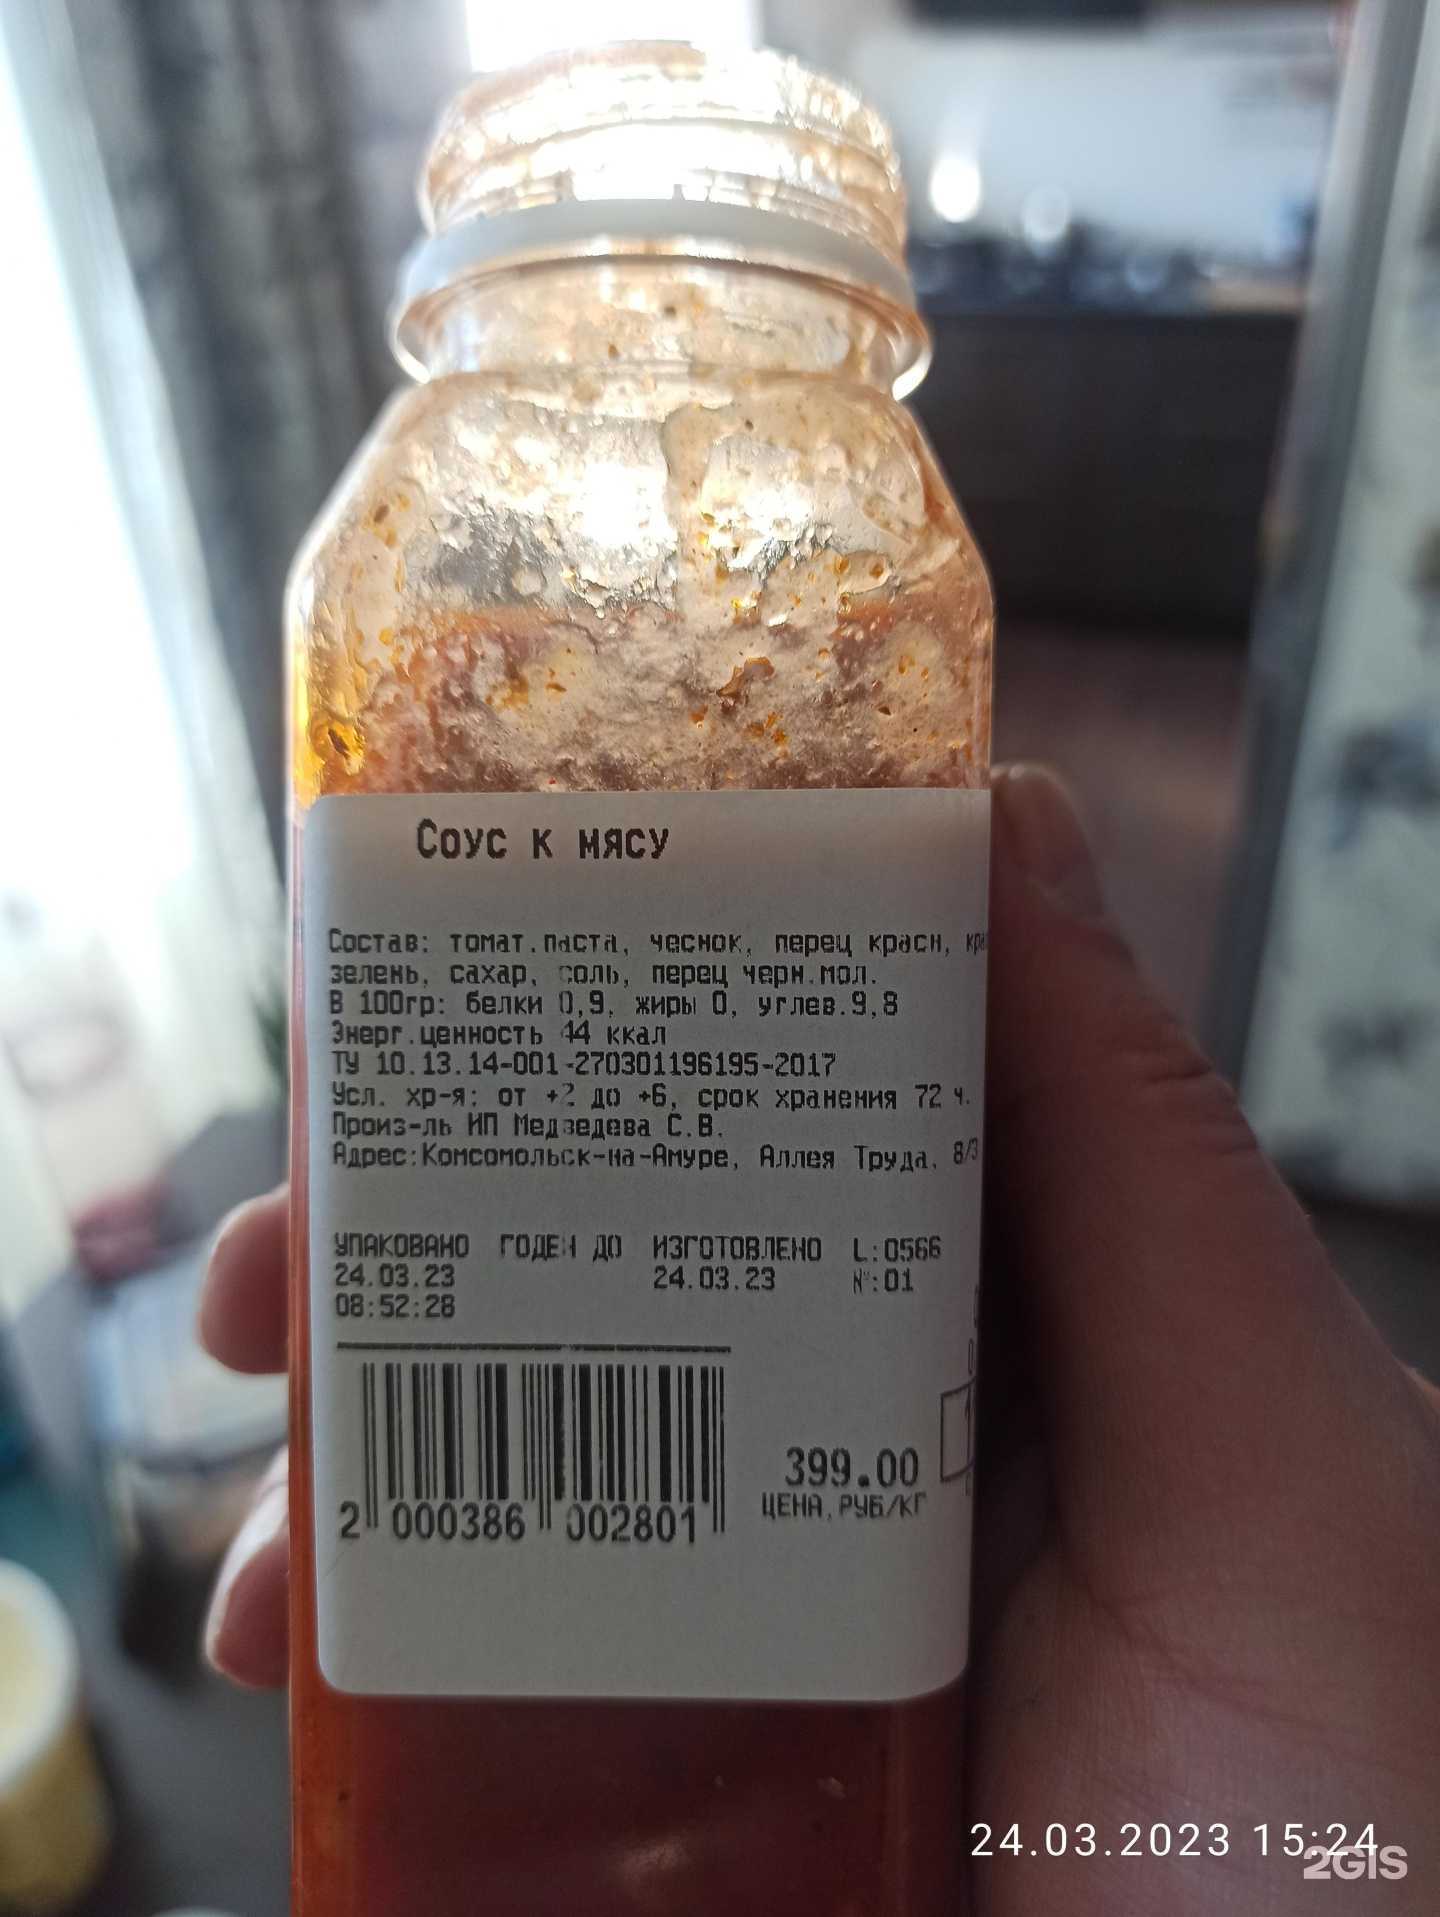 Соус к мясу
Состав: томат.паста, чеснок, перец красн,
зелень, сахар, соль, перец черн.мол.
В 100гр: белки 0,9, жиры 0, углев.9,8
Энерг.ценность 44 ккал
ТУ 10.13.14-001-270301196195-2017
Усл. хр-я: от +2 до +6, срок хранения 72 ч.
Произ-ль ИП Медведева С.В.
Адрес:Комсомольск-на-Амуре, Аллея Труда, 8/3
УПАКОВАНО ГОДЕН ДО ИЗГОТОВЛЕНО L:0566
24.03.23 24.03.23 №:01
08:52:28
399.00
ЦЕНА,РУБ/КГ
2 000386 002801
24.03.2023 15:24
2GIS